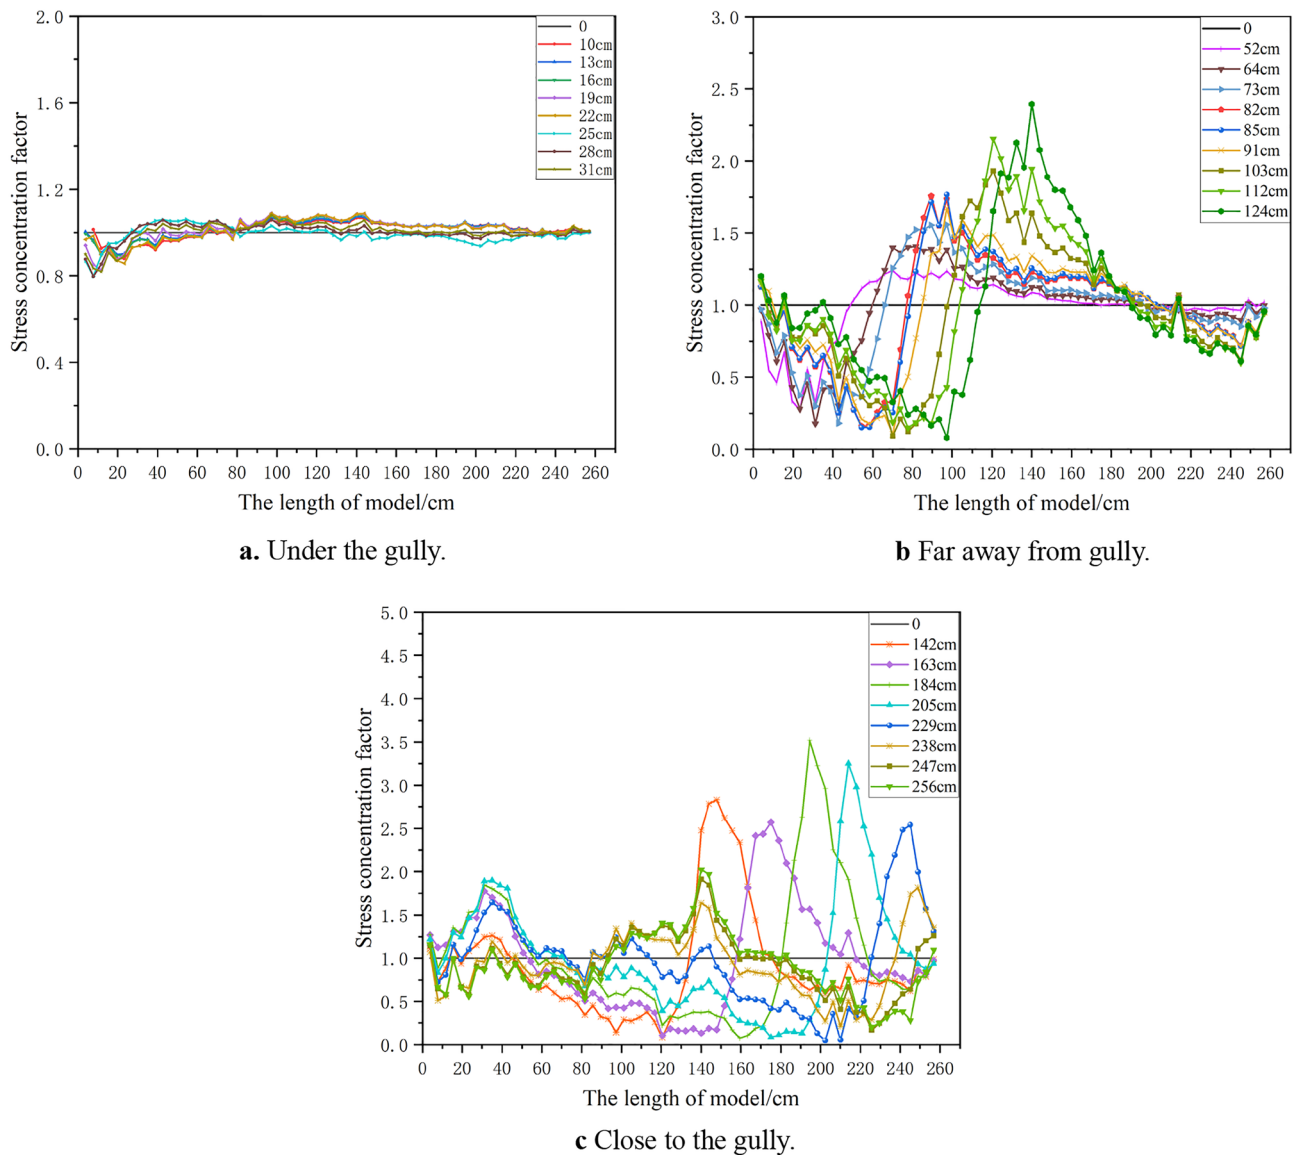 2.0
1.6
1.2
0.8
0.4
0.0
Stress concentration factor
0
10cm
13cm
16cm
19cm
22cm
25cm
28cm
31cm
0 20 40 60 80 100 120 140 160 180 200 220 240 260
The length of model/cm
a. Under the gully.
3.0
2.5
2.0
1.5
1.0
0.5
0.0
Stress concentration factor
0
52cm
64cm
73cm
82cm
85cm
91cm
103cm
112cm
124cm
0 20 40 60 80 100 120 140 160 180 200 220 240 260
The length of model/cm
b Far away from gully.
5.0
4.5
4.0
3.5
3.0
2.5
2.0
1.5
1.0
0.5
0.0
Stress concentration factor
0
142cm
163cm
184cm
205cm
229cm
238cm
247cm
256cm
0 20 40 60 80 100 120 140 160 180 200 220 240 260
The length of model/cm
c Close to the gully.